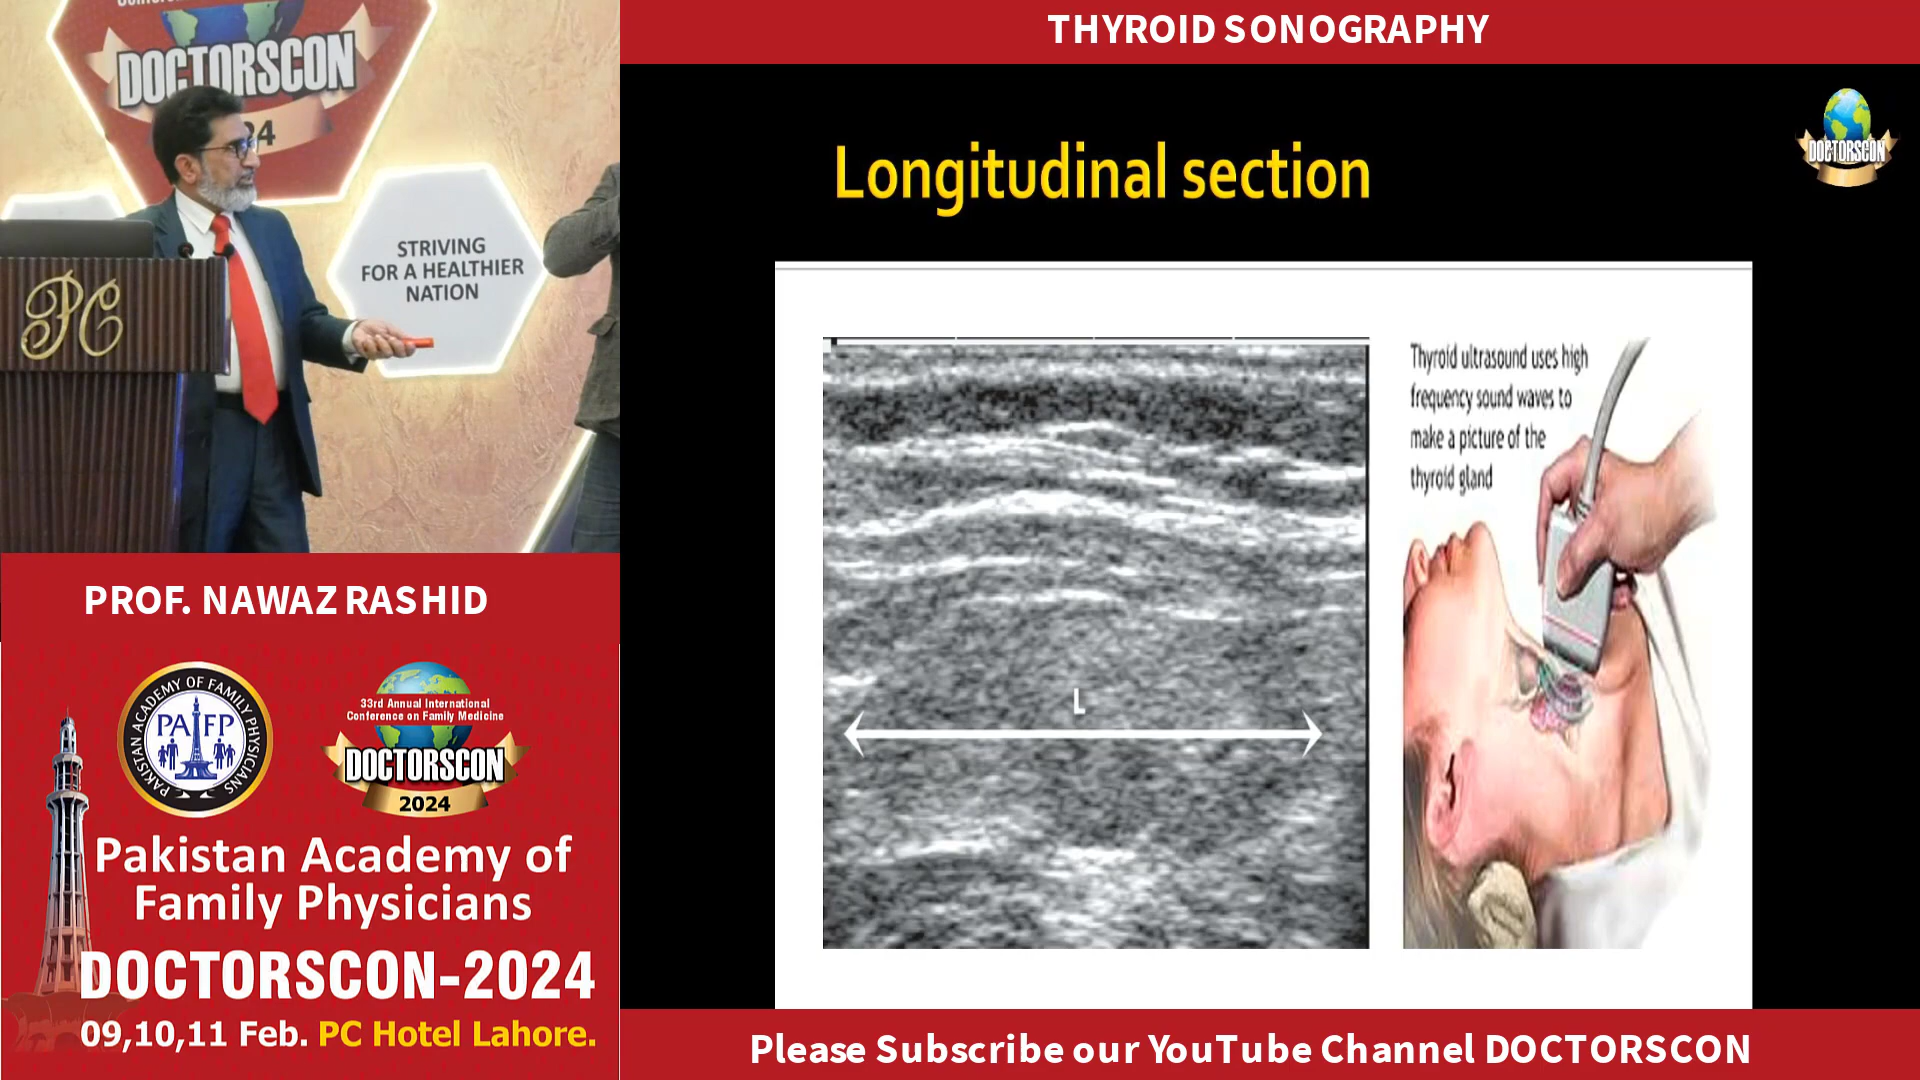 DOCTORSCON
24
STRIVING
FOR A HEALTHIER
NATION
PC
PROF. NAWAZ RASHID
PAKISTAN ACADEMY OF FAMILY PHYSICIANS
PAFP
33rd Annual International
Conference on Family Medicine
DOCTORSCON
2024
Pakistan Academy of
Family Physicians
DOCTORSCON-2024
09,10,11 Feb. PC Hotel Lahore.
THYROID SONOGRAPHY
DOCTORSCON
Longitudinal section
Thyroid ultrasound uses high
frequency sound waves to
make a picture of the
thyroid gland
L
Please Subscribe our YouTube Channel DOCTORSCON